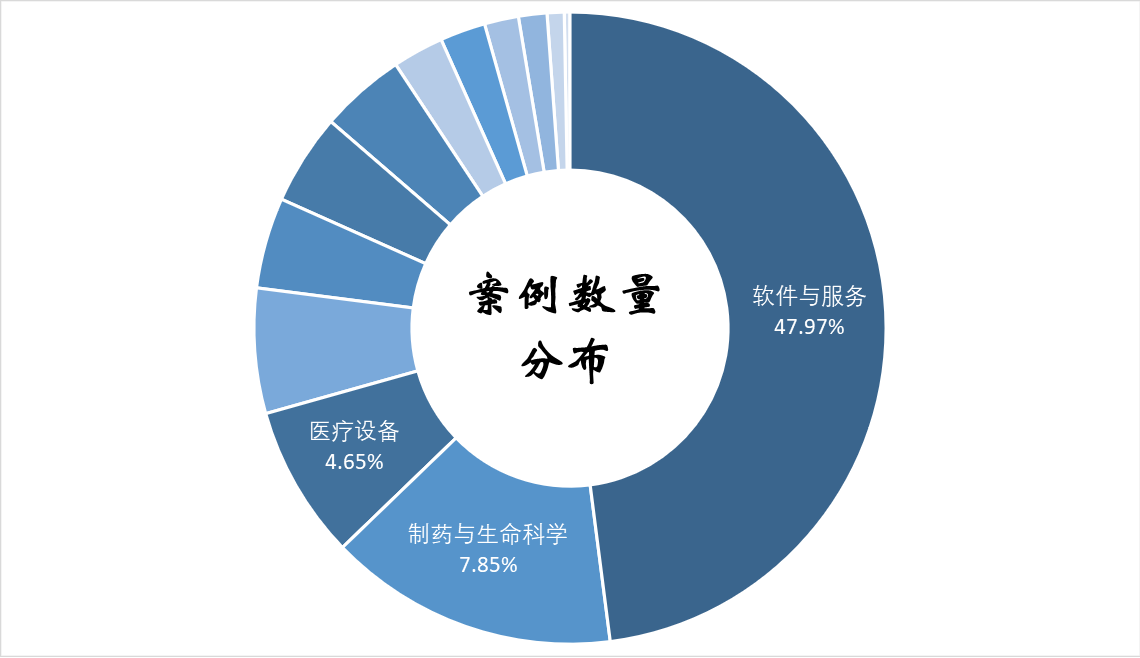 案例数量
分布
软件与服务
47.97%
医疗设备
4.65%
制药与生命科学
7.85%